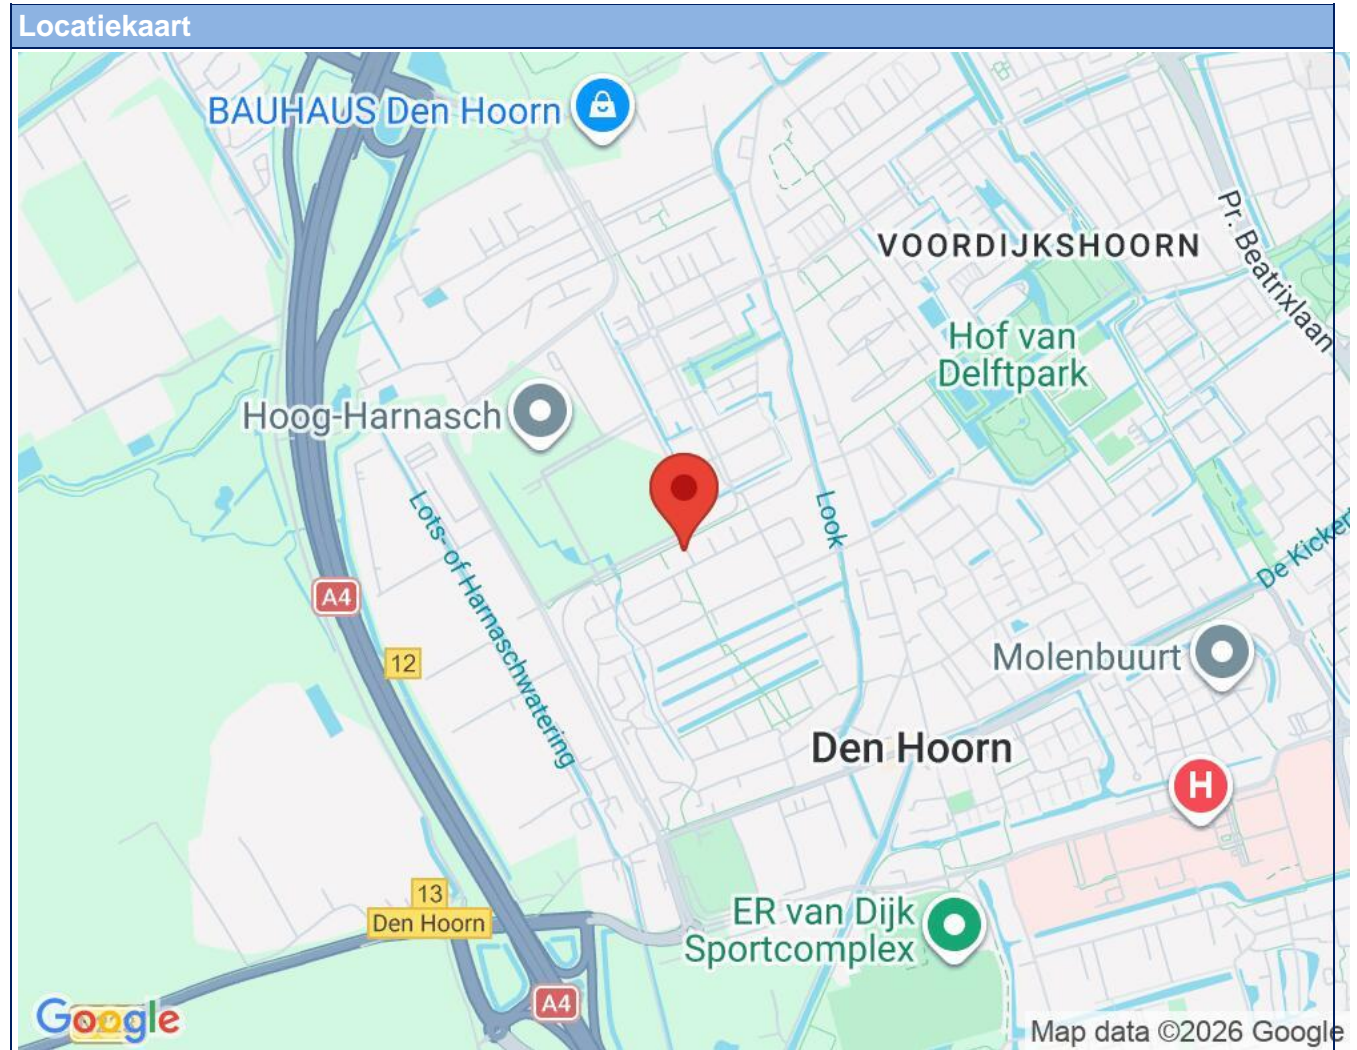 Locatiekaart
BAUHAUS Den Hoorn
VOORDIJKSHOORN
Pr. Beatrixlaan
Hof van
Delftpark
Hoog-Harnasch
Look
Lots- of Harnaschwatering
De Kicker
A4
12
Molenbuurt
Den Hoorn
H
13
Den Hoorn
ER van Dijk
Sportcomplex
A4
Google
Map data ©2026 Google